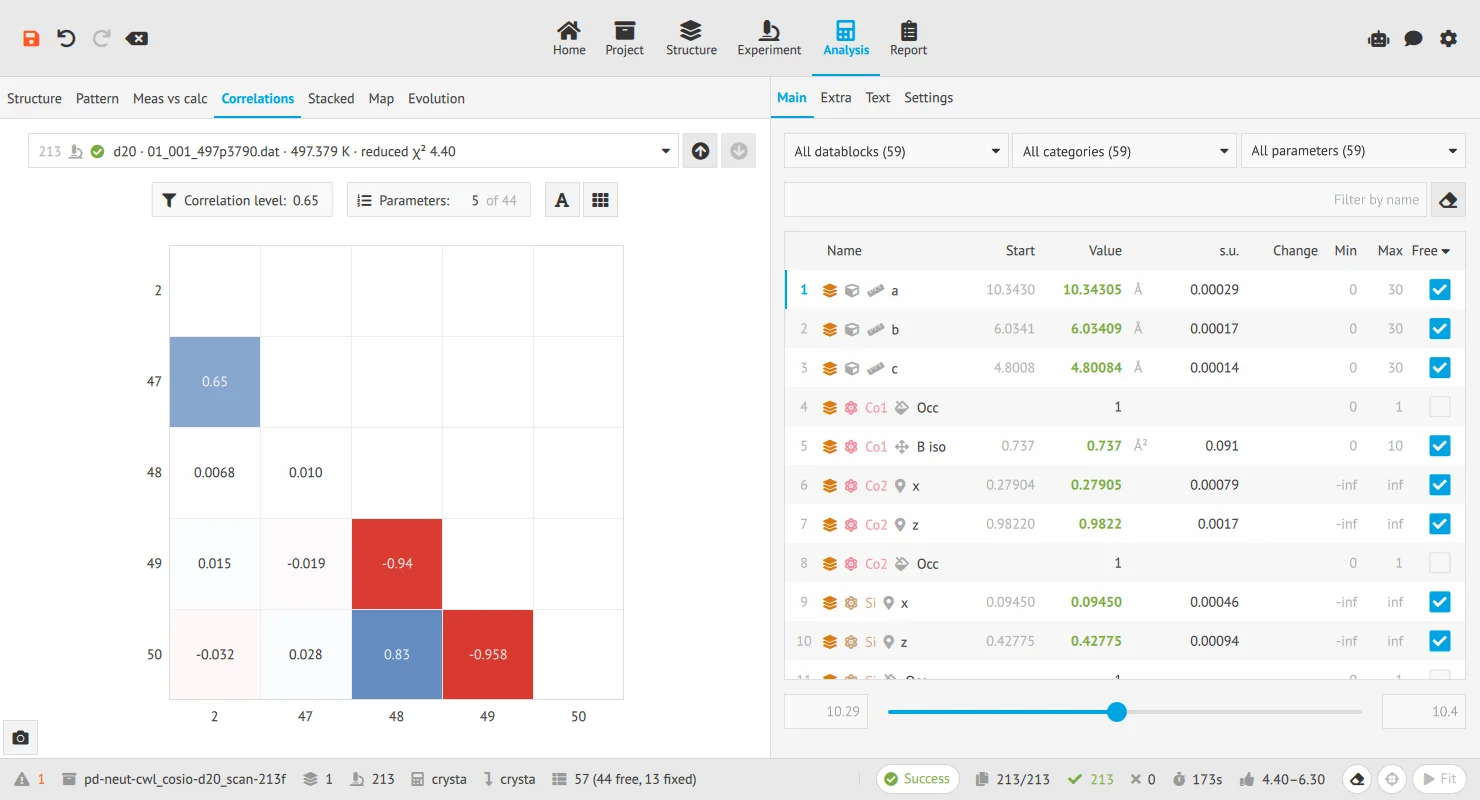 Home Project Structure Experiment Analysis Report
Structure Pattern Meas vs calc Correlations Stacked Map Evolution
Main Extra Text Settings
213 d20 · 01_001_497p3790.dat · 497.379 K · reduced χ² 4.40
All datablocks (59) All categories (59) All parameters (59)
Correlation level: 0.65 Parameters: 5 of 44 A
Filter by name
2
47 0.65
48 0.0068 0.010
49 0.015 -0.019 -0.94
50 -0.032 0.028 0.83 -0.958
2 47 48 49 50
Name Start Value s.u. Change Min Max Free
1 a 10.3430 10.34305 Å 0.00029 0 30
2 b 6.0341 6.03409 Å 0.00017 0 30
3 c 4.8008 4.80084 Å 0.00014 0 30
4 Co1 Occ 1 0 1
5 Co1 B iso 0.737 0.737 Å² 0.091 0 10
6 Co2 x 0.27904 0.27905 0.00079 -inf inf
7 Co2 z 0.98220 0.9822 0.0017 -inf inf
8 Co2 Occ 1 0 1
9 Si x 0.09450 0.09450 0.00046 -inf inf
10 Si z 0.42775 0.42775 0.00094 -inf inf
11 Si Occ 1 0 1
10.29 10.4
1 pd-neut-cwl_cosio-d20_scan-213f 1 213 crysta crysta 57 (44 free, 13 fixed) Success 213/213 213 0 173s 4.40–6.30 Fit